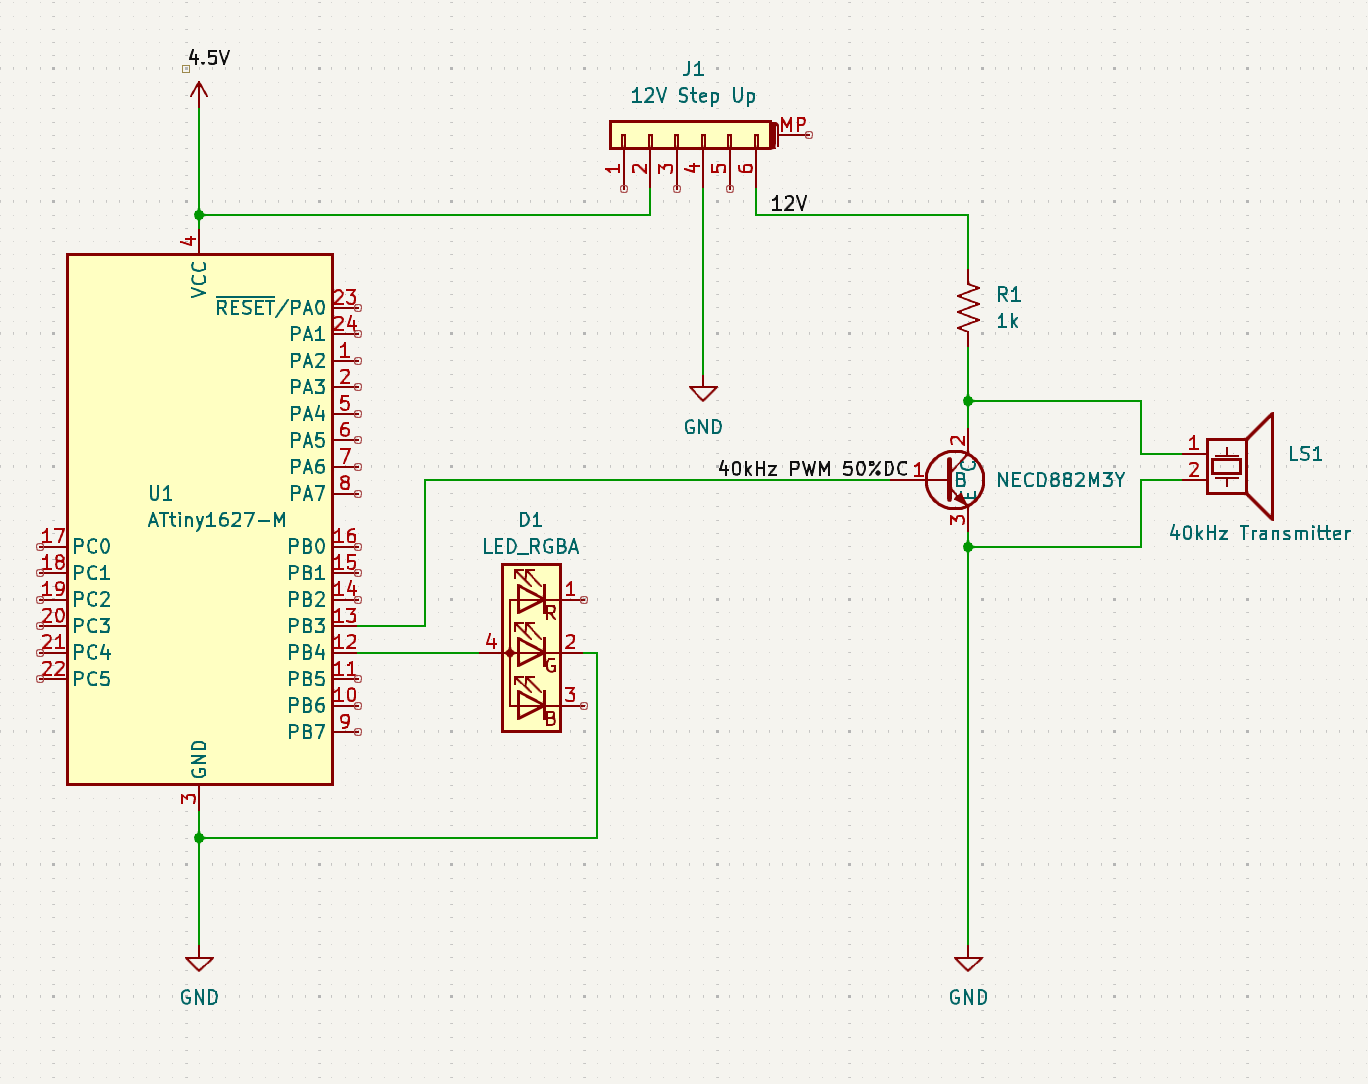 4.5V
J1
12V Step Up
MP
1
2
3
4
5
6
12V
4
VCC
RESET/PA0 23
PA1 24
PA2 1
PA3 2
PA4 5
PA5 6
PA6 7
PA7 8
R1
1k
GND
U1
ATtiny1627-M
40kHz PWM 50%DC
1
2
3
B
C
E
NECD882M3Y
1
2
LS1
40kHz Transmitter
17 PC0
18 PC1
19 PC2
20 PC3
21 PC4
22 PC5
PB0 16
PB1 15
PB2 14
PB3 13
PB4 12
PB5 11
PB6 10
PB7 9
D1
LED_RGBA
R 1
4
G 2
B 3
GND
3
GND
GND